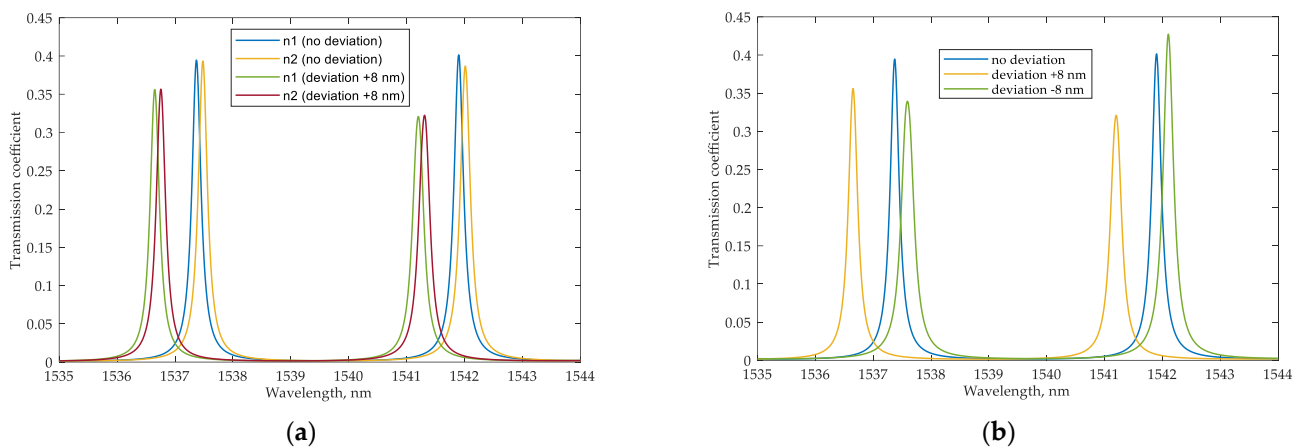 0.45
0.4
0.35
0.3
0.25
0.2
0.15
0.1
0.05
0
Transmission coefficient
n1 (no deviation)
n2 (no deviation)
n1 (deviation +8 nm)
n2 (deviation +8 nm)
1535 1536 1537 1538 1539 1540 1541 1542 1543 1544
Wavelength, nm
(a)
0.45
0.4
0.35
0.3
0.25
0.2
0.15
0.1
0.05
0
Transmission coefficient
no deviation
deviation +8 nm
deviation -8 nm
1535 1536 1537 1538 1539 1540 1541 1542 1543 1544
Wavelength, nm
(b)